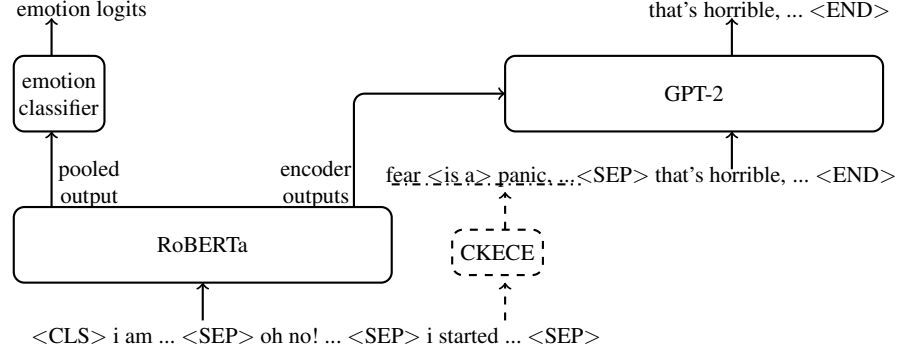 emotion logits
that's horrible, ... <END>
emotion
classifier
GPT-2
pooled
output
encoder
outputs
fear <is a> panic, ...<SEP> that's horrible, ... <END>
RoBERTa
CKECE
<CLS> i am ... <SEP> oh no! ... <SEP> i started ... <SEP>